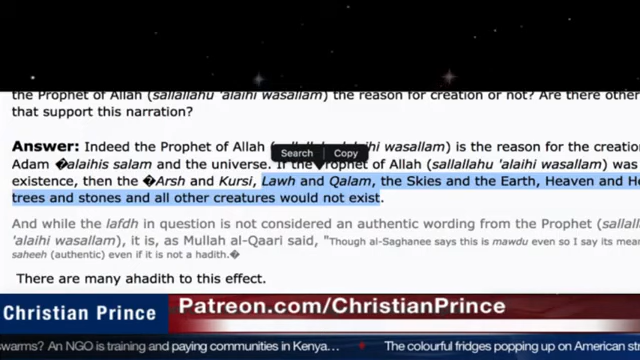 the Prophet of Allah (sallallahu 'alaihi wasallam) the reason for creation or not? Are there other
that support this narration?
Answer: Indeed the Prophet of Allah (sallallahu 'alaihi wasallam) is the reason for the creation
Adam �alaihis salam and the universe. If the Prophet of Allah (sallallahu 'alaihi wasallam) was
Search
Copy
existence, then the �Arsh and Kursi, Lawh and Qalam, the Skies and the Earth, Heaven and
trees and stones and all other creatures would not exist.
And while the lafdh in question is not considered an authentic wording from the Prophet
'alaihi wasallam), it is, as Mullah al-Qaari said, "Though al-Saghanee says this is mawdu even so I say its
saheeh (authentic) even if it is not a hadith.�
There are many ahadith to this effect.
Christian Prince
Patreon.com/ChristianPrince
swarms? An NGO is training and paying communities in Kenya...
The colourful fridges popping up on American